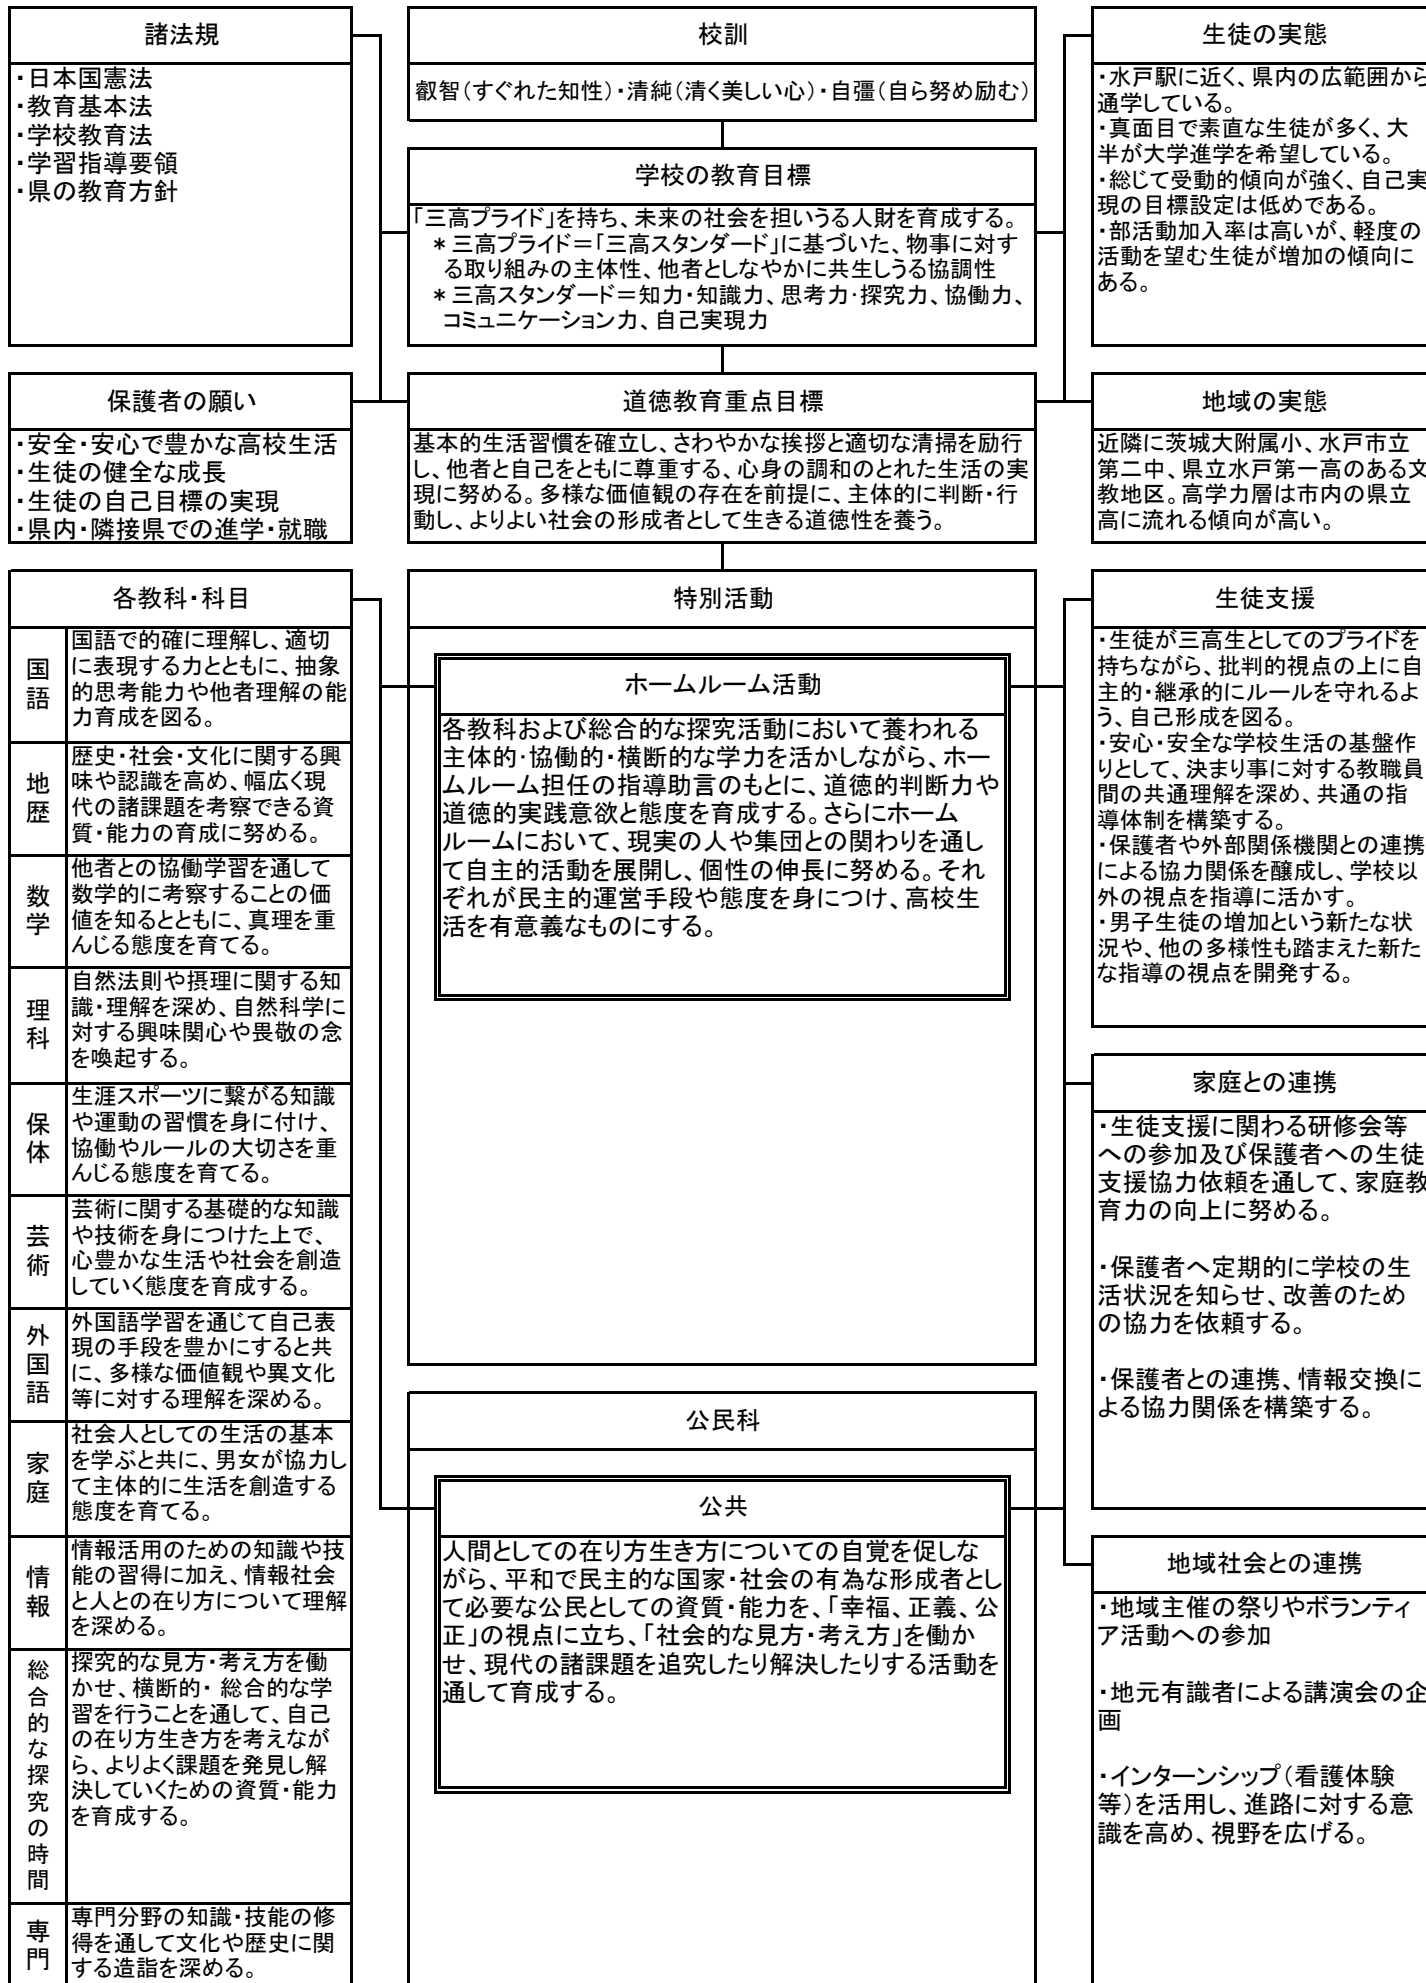 諸法規
・日本国憲法
・教育基本法
・学校教育法
・学習指導要領
・県の教育方針
校訓
叡智（すぐれた知性）・清純（清く美しい心）・自彊（自ら努め励む）
学校の教育目標
「三高プライド」を持ち、未来の社会を担いうる人財を育成する。
＊三高プライド＝「三高スタンダード」に基づいた、物事に対す
る取り組みの主体性、他者としなやかに共生しうる協調性
＊三高スタンダード＝知力・知識力、思考力・探究力、協働力、
コミュニケーション力、自己実現力
生徒の実態
・水戸駅に近く、県内の広範囲から
通学している。
・真面目で素直な生徒が多く、大
半が大学進学を希望している。
・総じて受動的傾向が強く、自己実
現の目標設定は低めである。
・部活動加入率は高いが、軽度の
活動を望む生徒が増加の傾向に
ある。
保護者の願い
・安全・安心で豊かな高校生活
・生徒の健全な成長
・生徒の自己目標の実現
・県内・隣接県での進学・就職
道徳教育重点目標
基本的生活習慣を確立し、さわやかな挨拶と適切な清掃を励行
し、他者と自己をともに尊重する、心身の調和のとれた生活の実
現に努める。多様な価値観の存在を前提に、主体的に判断・行
動し、よりよい社会の形成者として生きる道徳性を養う。
地域の実態
近隣に茨城大附属小、水戸市立
第二中、県立水戸第一高のある文
教地区。高学力層は市内の県立
高に流れる傾向が高い。
各教科・科目
国語
国語で的確に理解し、適切
に表現する力とともに、抽象
的思考能力や他者理解の能
力育成を図る。
地歴
歴史・社会・文化に関する興
味や認識を高め、幅広く現
代の諸課題を考察できる資
質・能力の育成に努める。
数学
他者との協働学習を通して
数学的に考察することの価
値を知るとともに、真理を重
んじる態度を育てる。
理科
自然法則や摂理に関する知
識・理解を深め、自然科学に
対する興味関心や畏敬の念
を喚起する。
保体
生涯スポーツに繋がる知識
や運動の習慣を身に付け、
協働やルールの大切さを重
んじる態度を育てる。
芸術
芸術に関する基礎的な知識
や技術を身につけた上で、
心豊かな生活や社会を創造
していく態度を育成する。
外国語
外国語学習を通じて自己表
現の手段を豊かにすると共
に、多様な価値観や異文化
等に対する理解を深める。
家庭
社会人としての生活の基本
を学ぶと共に、男女が協力し
て主体的に生活を創造する
態度を育てる。
情報
情報活用のための知識や技
能の習得に加え、情報社会
と人との在り方について理解
を深める。
総合的な探究の時間
探究的な見方・考え方を働
かせ、横断的・ 総合的な学
習を行うことを通して、自己
の在り方生き方を考えなが
ら、よりよく課題を発見し解
決していくための資質・能力
を育成する。
専門
専門分野の知識・技能の修
得を通して文化や歴史に関
する造詣を深める。
特別活動
ホームルーム活動
各教科および総合的な探究活動において養われる
主体的・協働的・横断的な学力を活かしながら、ホー
ムルーム担任の指導助言のもとに、道徳的判断力や
道徳的実践意欲と態度を育成する。さらにホーム
ルームにおいて、現実の人や集団との関わりを通し
て自主的活動を展開し、個性の伸長に努める。それ
ぞれが民主的運営手段や態度を身につけ、高校生
活を有意義なものにする。
公民科
公共
人間としての在り方生き方についての自覚を促しな
がら、平和で民主的な国家・社会の有為な形成者とし
て必要な公民としての資質・能力を、「幸福、正義、公
正」の視点に立ち、「社会的な見方・考え方」を働か
せ、現代の諸課題を追究したり解決したりする活動を
通して育成する。
生徒支援
・生徒が三高生としてのプライドを
持ちながら、批判的視点の上に自
主的・継承的にルールを守れるよ
う、自己形成を図る。
・安心・安全な学校生活の基盤作
りとして、決まり事に対する教職員
間の共通理解を深め、共通の指
導体制を構築する。
・保護者や外部関係機関との連携
による協力関係を醸成し、学校以
外の視点を指導に活かす。
・男子生徒の増加という新たな状
況や、他の多様性も踏まえた新た
な指導の視点を開発する。
家庭との連携
・生徒支援に関わる研修会等
への参加及び保護者への生徒
支援協力依頼を通して、家庭教
育力の向上に努める。
・保護者へ定期的に学校の生
活状況を知らせ、改善のため
の協力を依頼する。
・保護者との連携、情報交換に
よる協力関係を構築する。
地域社会との連携
・地域主催の祭りやボランティ
ア活動への参加
・地元有識者による講演会の企
画
・インターンシップ（看護体験
等）を活用し、進路に対する意
識を高め、視野を広げる。